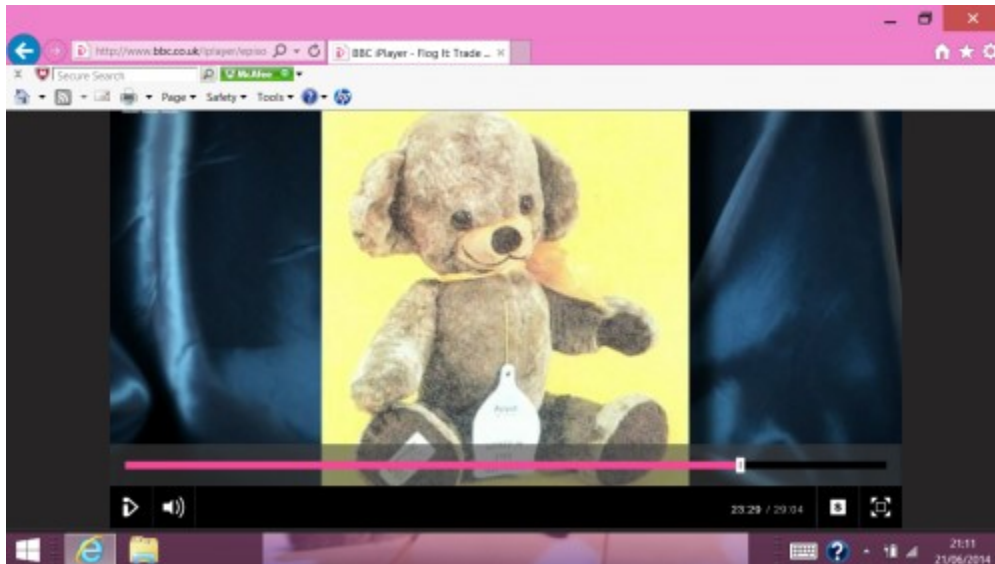 http://www.bbc.co.uk/iplayer/episo
BBC iPlayer - Flog It: Trade ...
X Secure Search McAfee
Page Safety Tools
23:29 / 29:04
S
21:11
21/06/2014